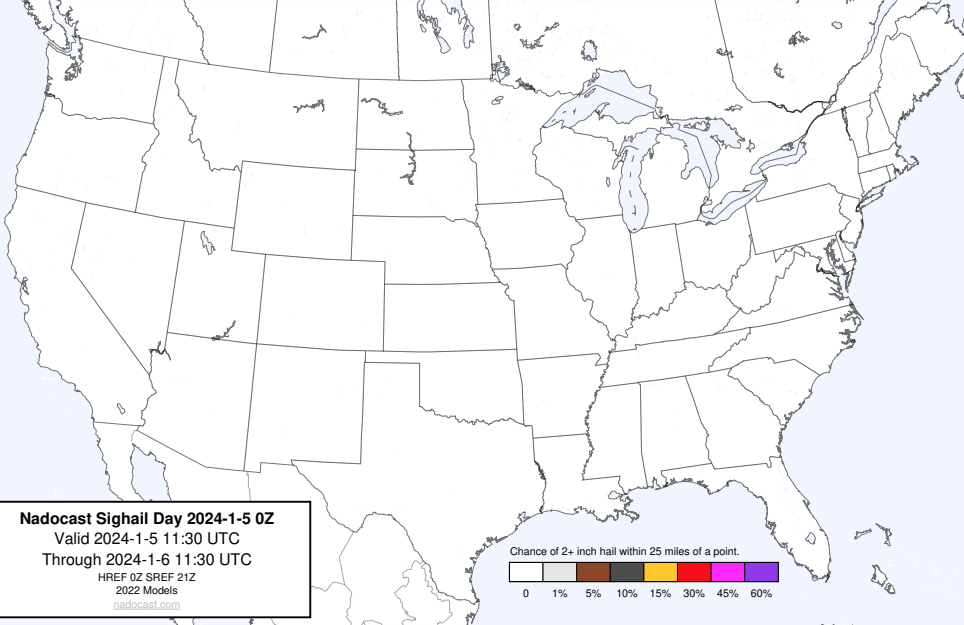 Nadocast Sighail Day 2024-1-5 0Z
Valid 2024-1-5 11:30 UTC
Through 2024-1-6 11:30 UTC
HREF 0Z SREF 21Z
2022 Models
nadocast.com
Chance of 2+ inch hail within 25 miles of a point.
0 1% 5% 10% 15% 30% 45% 60%